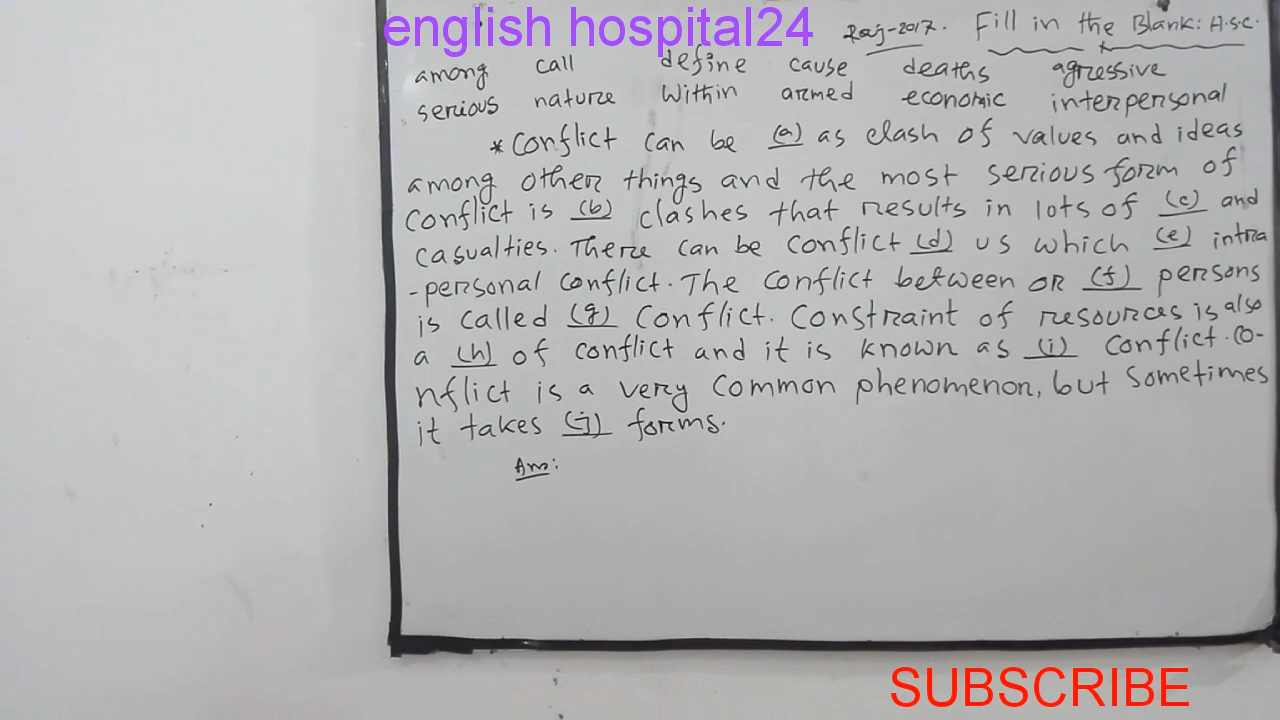 english hospital24
Raj-2017. Fill in the Blank: H.S.C.
among call define cause deaths agressive
serious nature within armed economic interpersonal
* Conflict can be (a) as clash of values and ideas
among other things and the most serious form of
conflict is (b) clashes that results in lots of (c) and
casualties. There can be conflict (d) us which (e) intra
-personal conflict. The conflict between or (f) persons
is called (g) conflict. Constraint of resources is also
a (h) of conflict and it is known as (i) conflict. Co-
nflict is a very common phenomenon, but sometimes
it takes (j) forms.
Ans:
SUBSCRIBE